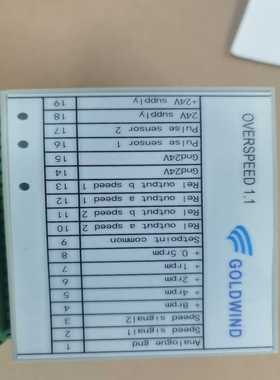 GOLDWIND
OVERSPEED 1.1
1 Analogue gnd
2 Speed signal1
3 Speed signal2
4 + 8rpm
5 + 4rpm
6 + 2rpm
7 + 1rpm
8 + 0.5rpm
9 Setpoint common
10 Rel output a speed 2
11 Rel output b speed 2
12 Rel output a speed 1
13 Rel output b speed 1
14 Gnd24V
15 Gnd24V
16 Pulse sensor 1
17 Pulse sensor 2
18 24V supply
19 +24V supply